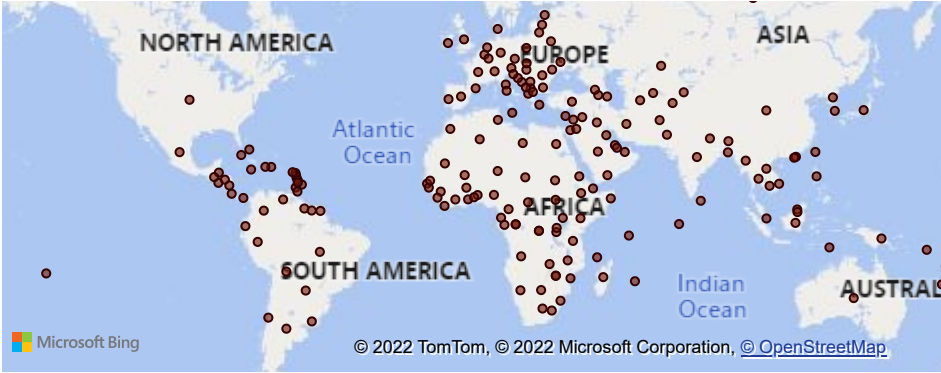 NORTH AMERICA
ASIA
EUROPE
Atlantic
Ocean
AFRICA
SOUTH AMERICA
Indian
Ocean
AUSTRAL
Microsoft Bing
© 2022 TomTom, © 2022 Microsoft Corporation, © OpenStreetMap